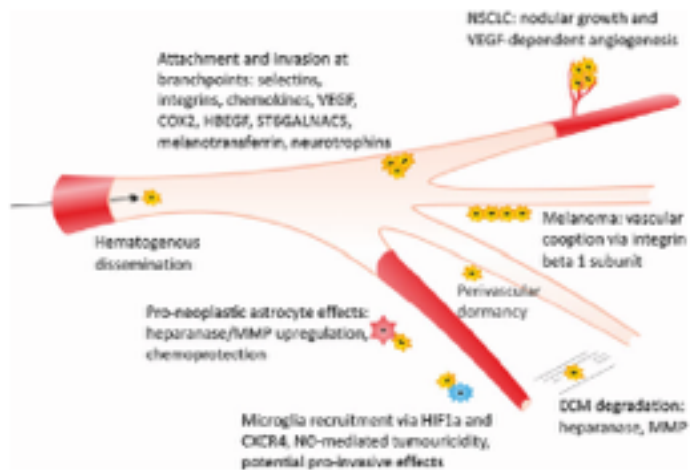 NSCLC: nodular growth and
VEGF-dependent angiogenesis
Attachment and invasion at
branchpoints: selectins,
integrins, chemokines, VEGF,
COX2, HBEGF, ST6GALNAC5,
melanotransferrin, neurotrophins
Hematogenous
dissemination
Melanoma: vascular
cooption via integrin
beta 1 subunit
Perivascular
dormancy
Pro-neoplastic astrocyte effects:
heparanase/MMP upregulation,
chemoprotection
ECM degradation:
heparanase, MMP
Microglia recruitment via HIF1a and
CXCR4, NO-mediated tumouricidity,
potential pro-invasive effects